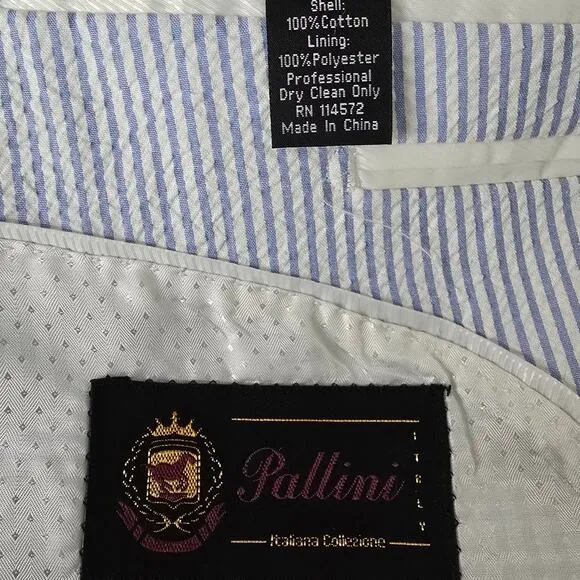 Shell:
100%Cotton
Lining:
100%Polyester
Professional
Dry Clean Only
RN 114572
Made In China
Pallini
ITALY
Italiana Collezione